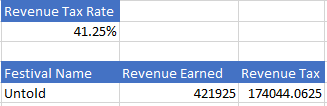 Revenue Tax Rate
41.25%
Festival Name Revenue Earned Revenue Tax
Untold 421925 174044.0625